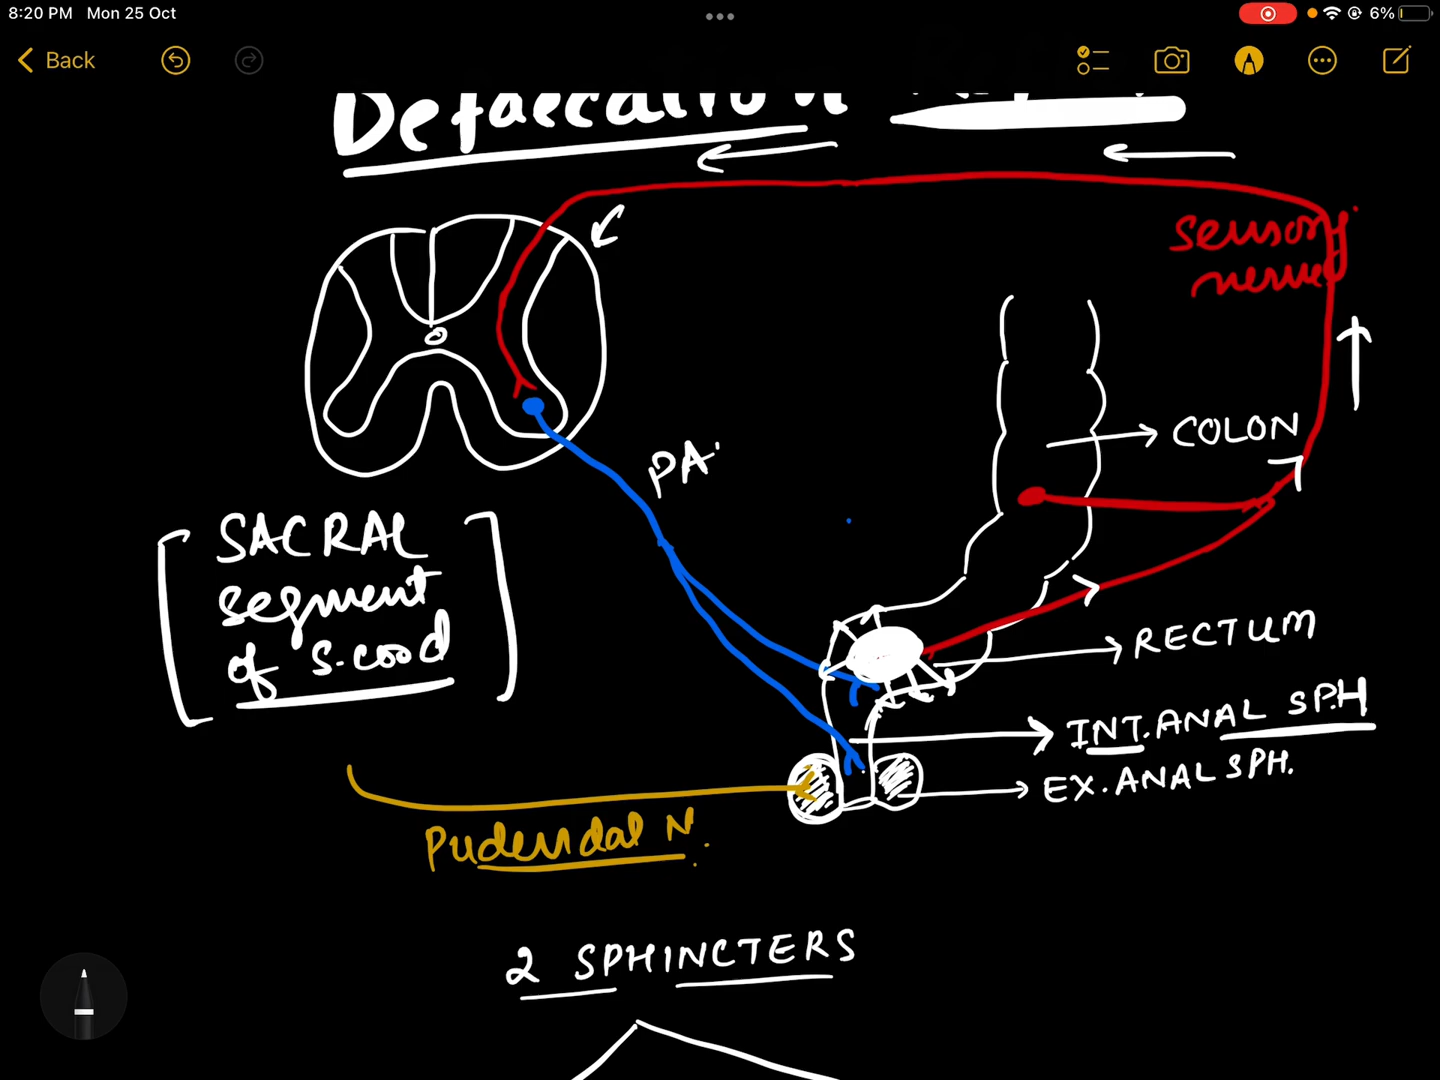 8:20 PM Mon 25 Oct
6%
Back
Defaecation
sensory
nerve
COLON
PA
SACRAL
segment
of s.cord
RECTUM
INT. ANAL SPH
EX. ANAL SPH.
Pudendal N.
2 SPHINCTERS